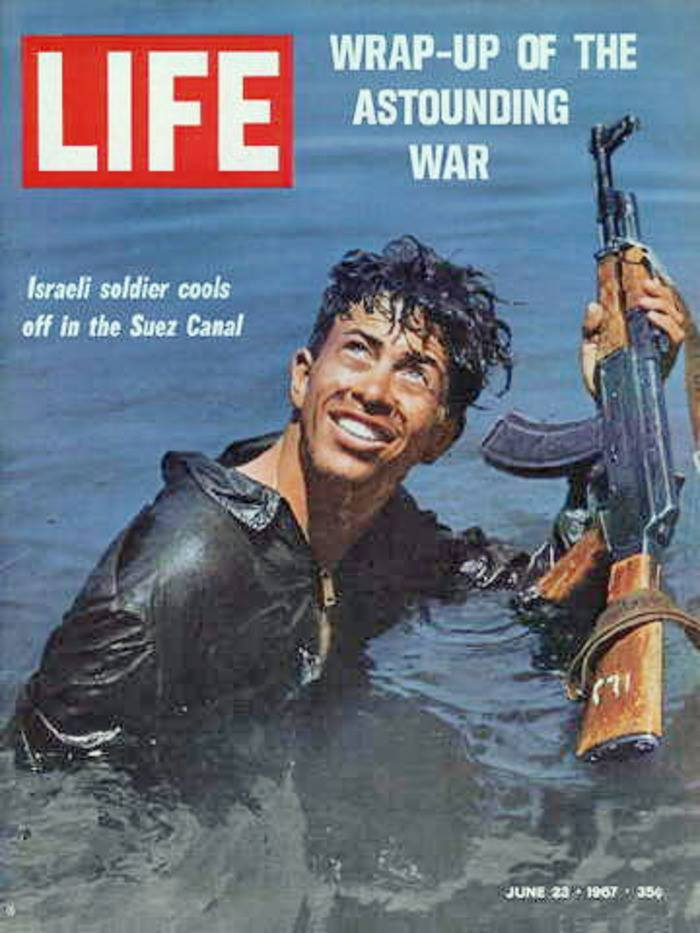 LIFE
WRAP-UP OF THE
ASTOUNDING
WAR
Israeli soldier cools
off in the Suez Canal
JUNE 23 · 1967 · 35¢